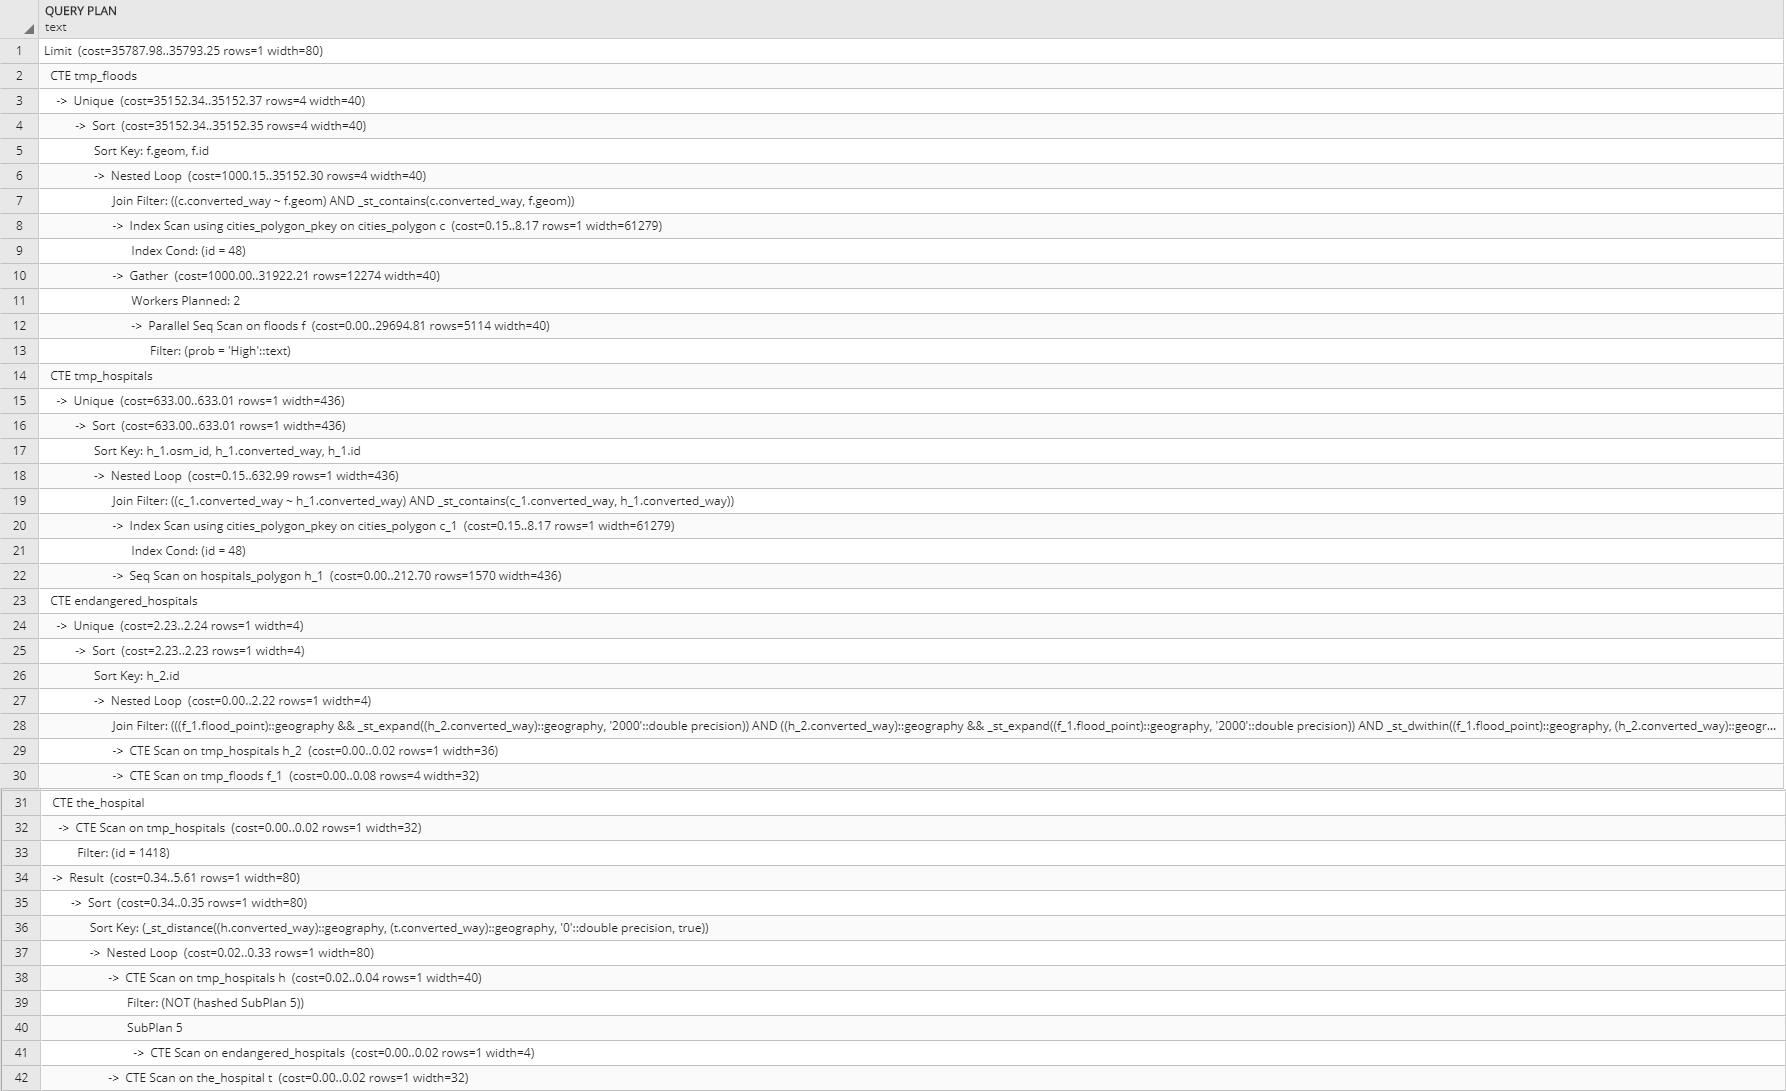 QUERY PLAN
text
1 Limit (cost=35787.98..35793.25 rows=1 width=80)
2 CTE tmp_floods
3 -> Unique (cost=35152.34..35152.37 rows=4 width=40)
4 -> Sort (cost=35152.34..35152.35 rows=4 width=40)
5 Sort Key: f.geom, f.id
6 -> Nested Loop (cost=1000.15..35152.30 rows=4 width=40)
7 Join Filter: ((c.converted_way ~ f.geom) AND _st_contains(c.converted_way, f.geom))
8 -> Index Scan using cities_polygon_pkey on cities_polygon c (cost=0.15..8.17 rows=1 width=61279)
9 Index Cond: (id = 48)
10 -> Gather (cost=1000.00..31922.21 rows=12274 width=40)
11 Workers Planned: 2
12 -> Parallel Seq Scan on floods f (cost=0.00..29694.81 rows=5114 width=40)
13 Filter: (prob = 'High'::text)
14 CTE tmp_hospitals
15 -> Unique (cost=633.00..633.01 rows=1 width=436)
16 -> Sort (cost=633.00..633.01 rows=1 width=436)
17 Sort Key: h_1.osm_id, h_1.converted_way, h_1.id
18 -> Nested Loop (cost=0.15..632.99 rows=1 width=436)
19 Join Filter: ((c_1.converted_way ~ h_1.converted_way) AND _st_contains(c_1.converted_way, h_1.converted_way))
20 -> Index Scan using cities_polygon_pkey on cities_polygon c_1 (cost=0.15..8.17 rows=1 width=61279)
21 Index Cond: (id = 48)
22 -> Seq Scan on hospitals_polygon h_1 (cost=0.00..212.70 rows=1570 width=436)
23 CTE endangered_hospitals
24 -> Unique (cost=2.23..2.24 rows=1 width=4)
25 -> Sort (cost=2.23..2.23 rows=1 width=4)
26 Sort Key: h_2.id
27 -> Nested Loop (cost=0.00..2.22 rows=1 width=4)
28 Join Filter: (((f_1.flood_point)::geography && _st_expand((h_2.converted_way)::geography, '2000'::double precision)) AND ((h_2.converted_way)::geography && _st_expand((f_1.flood_point)::geography, '2000'::double precision)) AND _st_dwithin((f_1.flood_point)::geography, (h_2.converted_way)::geogr...
29 -> CTE Scan on tmp_hospitals h_2 (cost=0.00..0.02 rows=1 width=36)
30 -> CTE Scan on tmp_floods f_1 (cost=0.00..0.08 rows=4 width=32)
31 CTE the_hospital
32 -> CTE Scan on tmp_hospitals (cost=0.00..0.02 rows=1 width=32)
33 Filter: (id = 1418)
34 -> Result (cost=0.34..5.61 rows=1 width=80)
35 -> Sort (cost=0.34..0.35 rows=1 width=80)
36 Sort Key: (_st_distance((h.converted_way)::geography, (t.converted_way)::geography, '0'::double precision, true))
37 -> Nested Loop (cost=0.02..0.33 rows=1 width=80)
38 -> CTE Scan on tmp_hospitals h (cost=0.02..0.04 rows=1 width=40)
39 Filter: (NOT (hashed SubPlan 5))
40 SubPlan 5
41 -> CTE Scan on endangered_hospitals (cost=0.00..0.02 rows=1 width=4)
42 -> CTE Scan on the_hospital t (cost=0.00..0.02 rows=1 width=32)